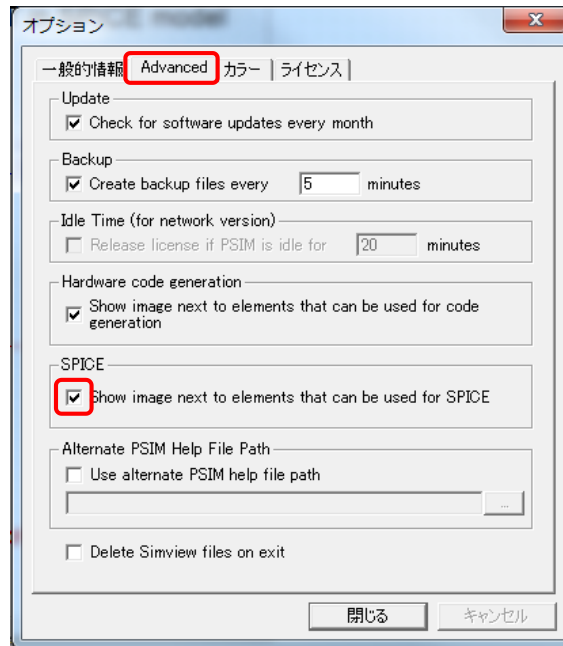 SPICE model
オプション
一般的情報 Advanced カラー ライセンス
Update
Check for software updates every month
Backup
Create backup files every 5 minutes
Idle Time (for network version)
Release license if PSIM is idle for 20 minutes
Hardware code generation
Show image next to elements that can be used for code
generation
SPICE
Show image next to elements that can be used for SPICE
Alternate PSIM Help File Path
Use alternate PSIM help file path
...
Delete Simview files on exit
閉じる キャンセル